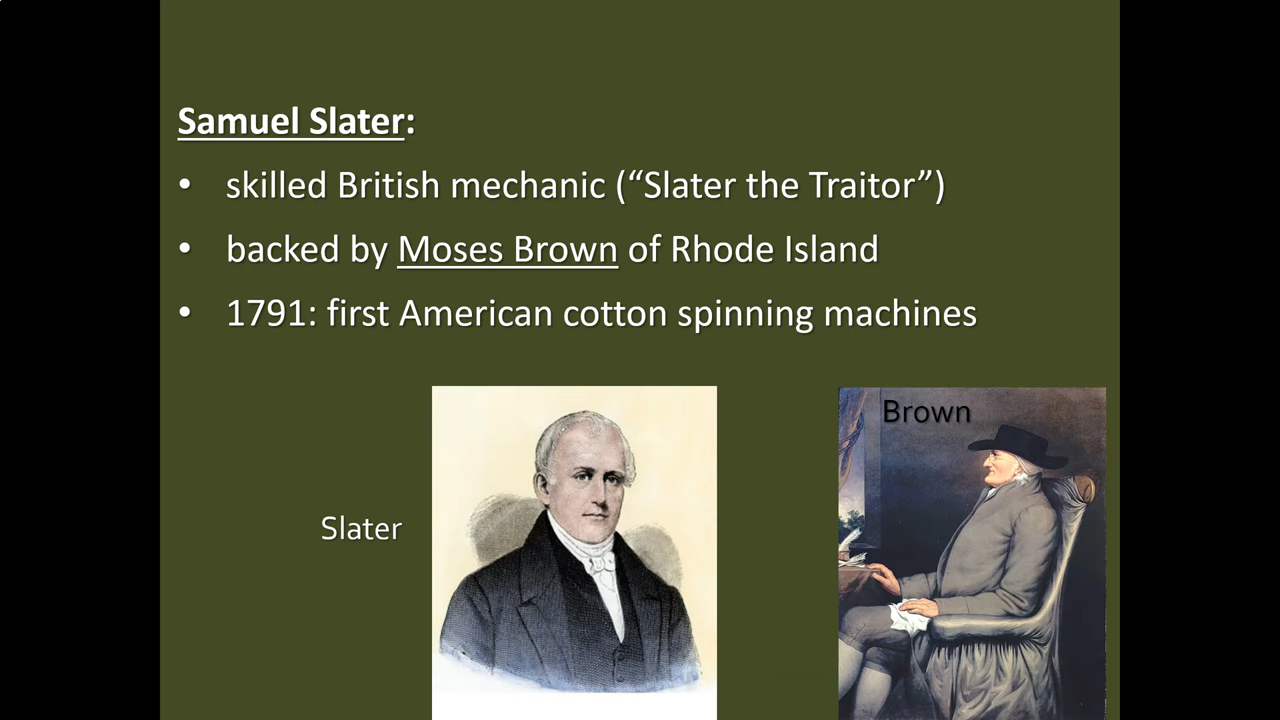 Samuel Slater:
• skilled British mechanic (“Slater the Traitor”)
• backed by Moses Brown of Rhode Island
• 1791: first American cotton spinning machines
Brown
Slater